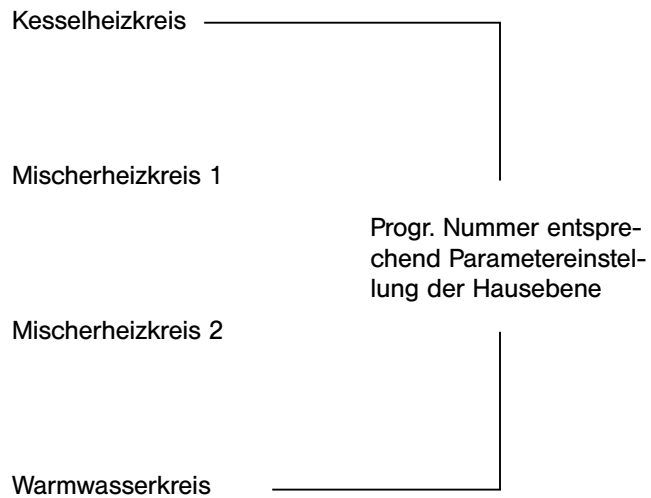 Kesselheizkreis
Mischerheizkreis 1
Progr. Nummer entspre-
chend Parametereinstel-
lung der Hausebene
Mischerheizkreis 2
Warmwasserkreis